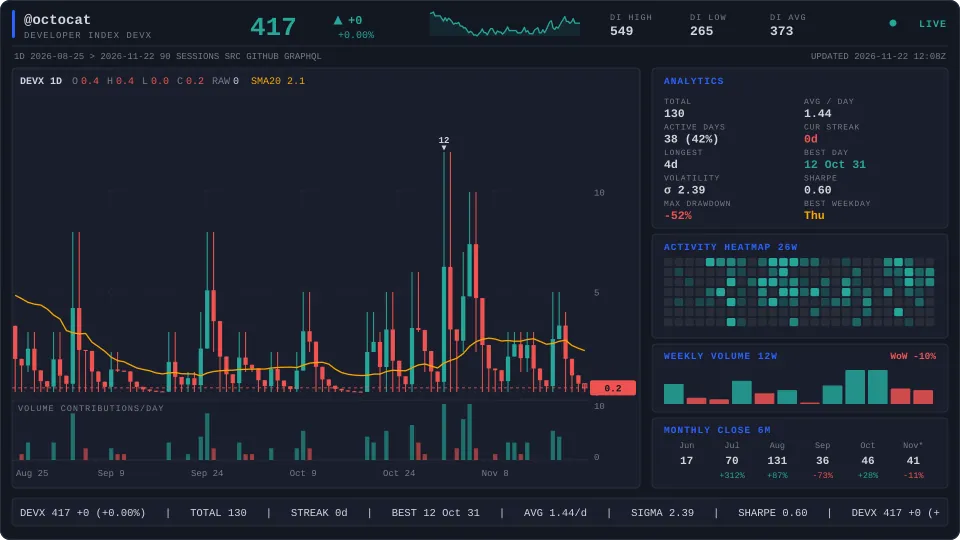 @octocat
DEVELOPER INDEX DEVX
417
▲ +0
+0.00%
DI HIGH
549
DI LOW
265
DI AVG
373
LIVE
1D 2026-08-25 > 2026-11-22 90 SESSIONS SRC GITHUB GRAPHQL
UPDATED 2026-11-22 12:08Z
DEVX 1D O 0.4 H 0.4 L 0.0 C 0.2 RAW 0 SMA20 2.1
12
10
5
0.2
VOLUME CONTRIBUTIONS/DAY
10
0
Aug 25 Sep 9 Sep 24 Oct 9 Oct 24 Nov 8
ANALYTICS
TOTAL AVG / DAY
130 1.44
ACTIVE DAYS CUR STREAK
38 (42%) 0d
LONGEST BEST DAY
4d 12 Oct 31
VOLATILITY SHARPE
σ 2.39 0.60
MAX DRAWDOWN BEST WEEKDAY
-52% Thu
ACTIVITY HEATMAP 26W
WEEKLY VOLUME 12W WoW -10%
MONTHLY CLOSE 6M
Jun Jul Aug Sep Oct Nov*
17 70 131 36 46 41
+312% +87% -73% +28% -11%
DEVX 417 +0 (+0.00%) | TOTAL 130 | STREAK 0d | BEST 12 Oct 31 | AVG 1.44/d | SIGMA 2.39 | SHARPE 0.60 | DEVX 417 +0 (+